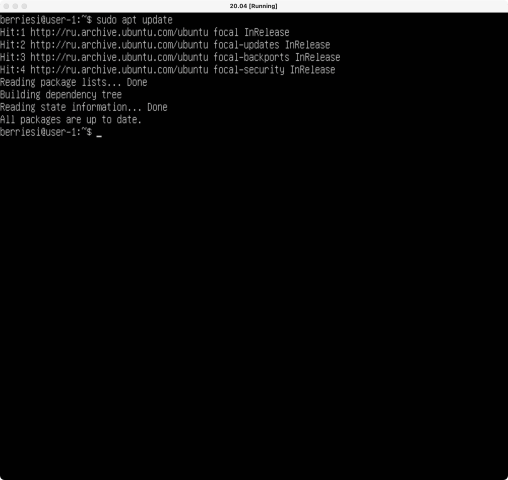 20.04 [Running]
berriesi@user-1:~$ sudo apt update
Hit:1 http://ru.archive.ubuntu.com/ubuntu focal InRelease
Hit:2 http://ru.archive.ubuntu.com/ubuntu focal-updates InRelease
Hit:3 http://ru.archive.ubuntu.com/ubuntu focal-backports InRelease
Hit:4 http://ru.archive.ubuntu.com/ubuntu focal-security InRelease
Reading package lists... Done
Building dependency tree
Reading state information... Done
All packages are up to date.
berriesi@user-1:~$ _